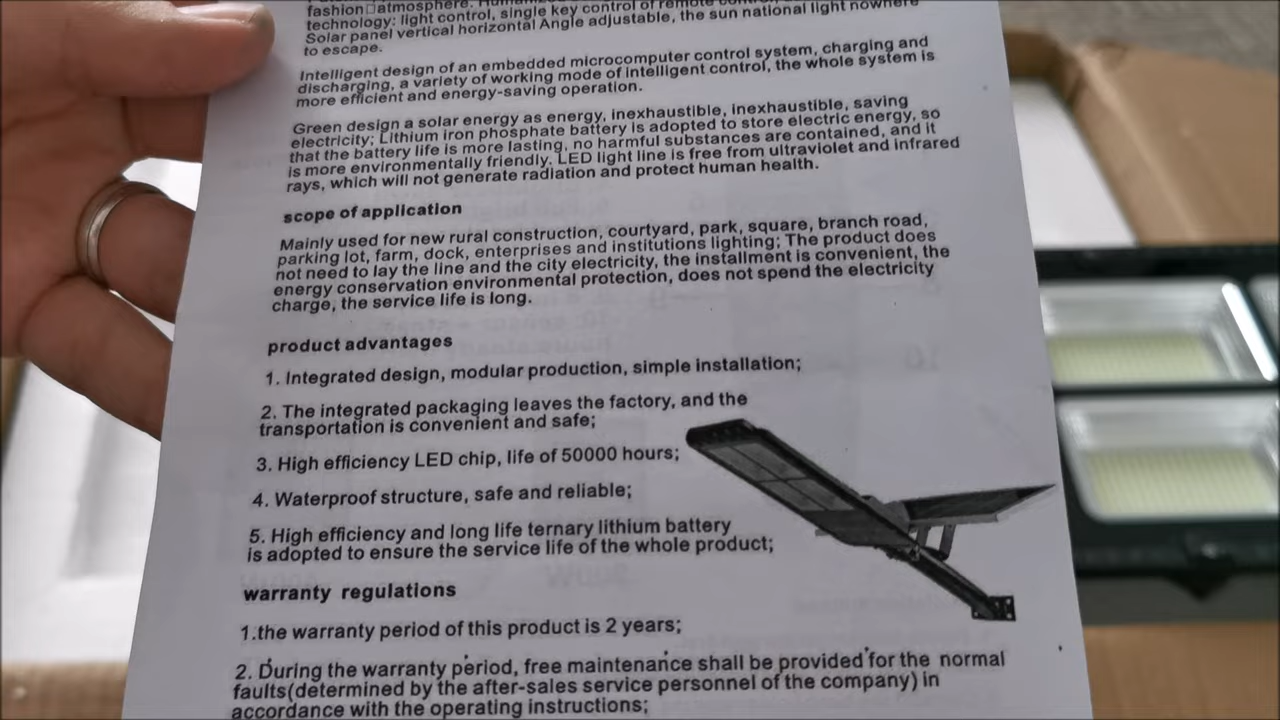 fashion□atmosphere.
technology: light control, single key control of remote
Solar panel vertical horizontal Angle adjustable, the sun national light nowhere
to escape.
Intelligent design of an embedded microcomputer control system, charging and
discharging, a variety of working mode of intelligent control, the whole system is
more efficient and energy-saving operation.
Green design a solar energy as energy, inexhaustible, inexhaustible, saving
electricity; Lithium iron phosphate battery is adopted to store electric energy, so
that the battery life is more lasting, no harmful substances are contained, and it
is more environmentally friendly. LED light line is free from ultraviolet and infrared
rays, which will not generate radiation and protect human health.
scope of application
Mainly used for new rural construction, courtyard, park, square, branch road,
parking lot, farm, dock, enterprises and institutions lighting; The product does
not need to lay the line and the city electricity, the installment is convenient, the
energy conservation environmental protection, does not spend the electricity
charge, the service life is long.
product advantages
1. Integrated design, modular production, simple installation;
2. The integrated packaging leaves the factory, and the
transportation is convenient and safe;
3. High efficiency LED chip, life of 50000 hours;
4. Waterproof structure, safe and reliable;
5. High efficiency and long life ternary lithium battery
is adopted to ensure the service life of the whole product;
warranty regulations
1.the warranty period of this product is 2 years;
2. During the warranty period, free maintenance shall be provided for the normal
faults(determined by the after-sales service personnel of the company) in
accordance with the operating instructions;